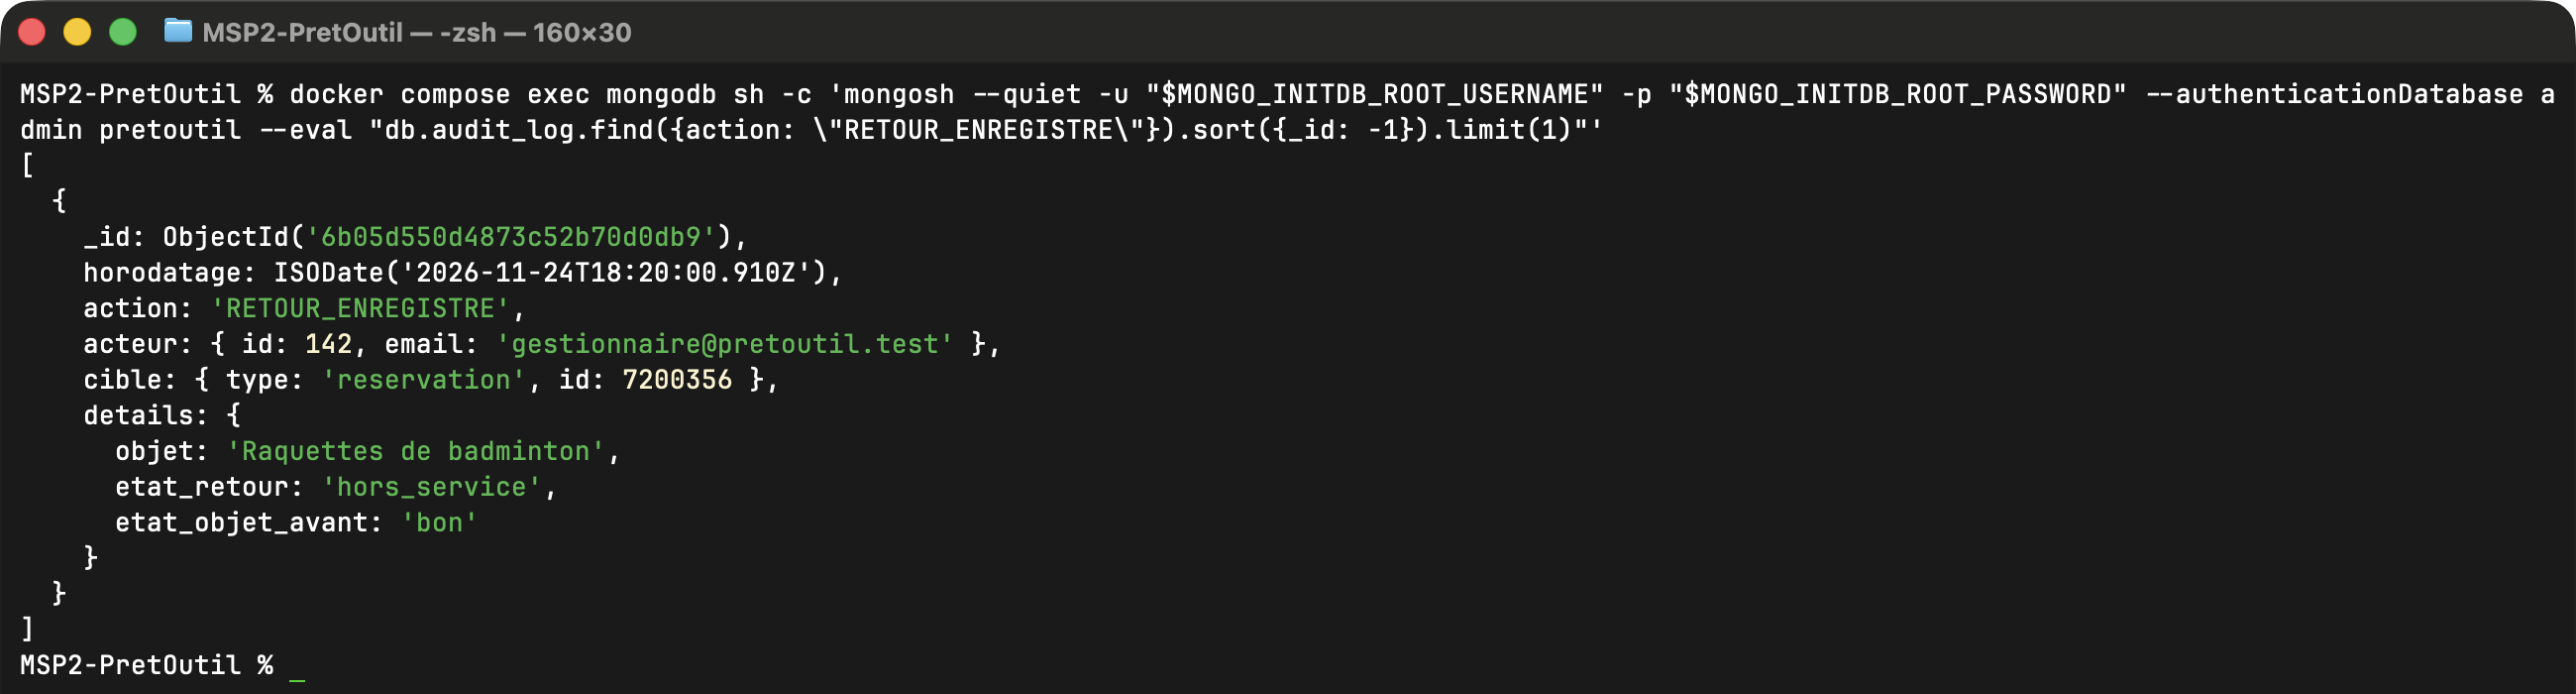 MSP2-PretOutil — -zsh — 160×30
MSP2-PretOutil % docker compose exec mongodb sh -c 'mongosh --quiet -u "$MONGO_INITDB_ROOT_USERNAME" -p "$MONGO_INITDB_ROOT_PASSWORD" --authenticationDatabase a
dmin pretoutil --eval "db.audit_log.find({action: \"RETOUR_ENREGISTRE\"}).sort({_id: -1}).limit(1)"'
[
  {
    _id: ObjectId('6b05d550d4873c52b70d0db9'),
    horodatage: ISODate('2026-11-24T18:20:00.910Z'),
    action: 'RETOUR_ENREGISTRE',
    acteur: { id: 142, email: 'gestionnaire@pretoutil.test' },
    cible: { type: 'reservation', id: 7200356 },
    details: {
      objet: 'Raquettes de badminton',
      etat_retour: 'hors_service',
      etat_objet_avant: 'bon'
    }
  }
]
MSP2-PretOutil % _